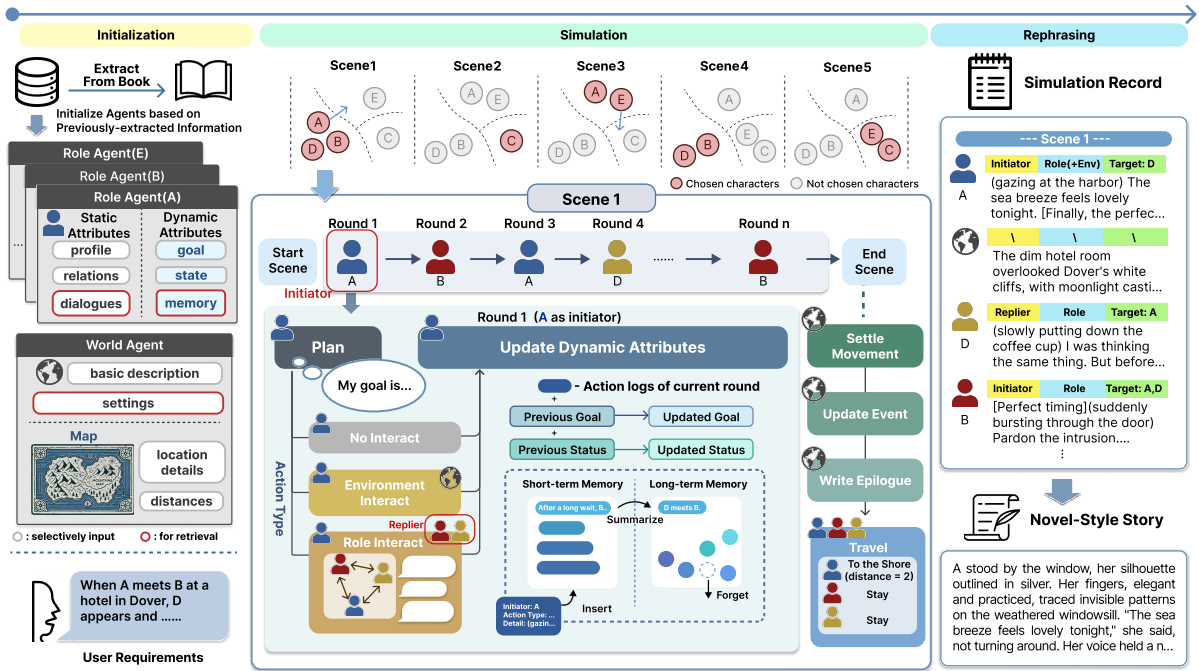 Initialization
Simulation
Rephrasing
Extract
From Book
Initialize Agents based on
Previously-extracted Information
Role Agent(E)
Role Agent(B)
Role Agent(A)
Static
Attributes
Dynamic
Attributes
profile
goal
relations
state
dialogues
memory
...
World Agent
basic description
settings
Map
location
details
distances
: selectively input
: for retrieval
When A meets B at a
hotel in Dover, D
appears and ......
User Requirements
Scene1
Scene2
Scene3
Scene4
Scene5
A
E
B
D
C
A
E
B
D
C
A
E
B
D
C
A
E
B
D
C
A
E
B
D
C
Chosen characters
Not chosen characters
Scene 1
Start
Scene
Round 1
Round 2
Round 3
Round 4
Round n
A
B
A
D
......
B
End
Scene
Initiator
Round 1 (A as initiator)
Plan
Update Dynamic Attributes
My goal is...
Action Type
No Interact
Environment
Interact
Replier
Role Interact
- Action logs of current round
+
Previous Goal
Updated Goal
+
Previous Status
Updated Status
Short-term Memory
Long-term Memory
After a long wait, B..
D meets B.
Summarize
Insert
Forget
Initiator: A
Action Type: ...
Detail: (gazin...
Settle
Movement
Update Event
Write Epilogue
Travel
To the Shore
(distance = 2)
Stay
Stay
Simulation Record
--- Scene 1 ---
Initiator
Role(+Env)
Target: D
A
(gazing at the harbor) The
sea breeze feels lovely
tonight. [Finally, the perfec...
\
\
\
The dim hotel room
overlooked Dover's white
cliffs, with moonlight casti...
Replier
Role
Target: A
D
(slowly putting down the
coffee cup) I was thinking
the same thing. But before...
Initiator
Role
Target: A,D
B
[Perfect timing](suddenly
bursting through the door)
Pardon the intrusion....
⋮
Novel-Style Story
A stood by the window, her silhouette
outlined in silver. Her fingers, elegant
and practiced, traced invisible patterns
on the weathered windowsill. "The sea
breeze feels lovely tonight," she said,
not turning around. Her voice held a n...